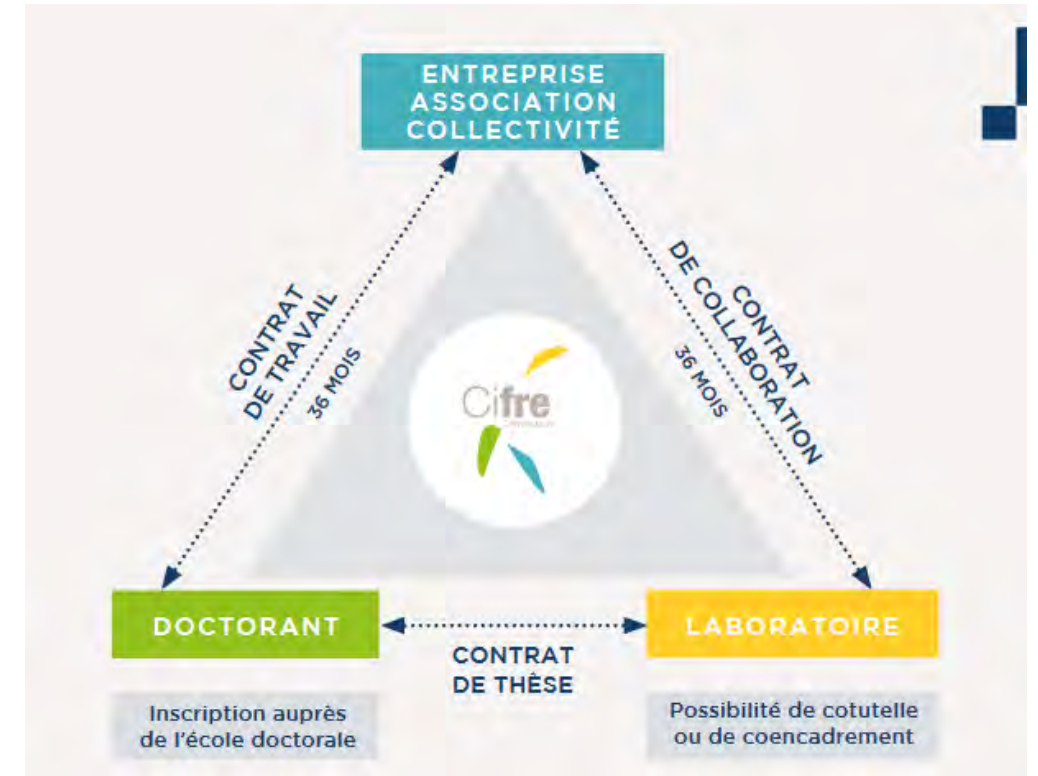 ENTREPRISE
ASSOCIATION
COLLECTIVITÉ
CONTRAT
DE TRAVAIL
36 MOIS
CONTRAT
DE COLLABORATION
36 MOIS
Cifre
DOCTORANT
LABORATOIRE
CONTRAT
DE THÈSE
Inscription auprès
de l'école doctorale
Possibilité de cotutelle
ou de coencadrement